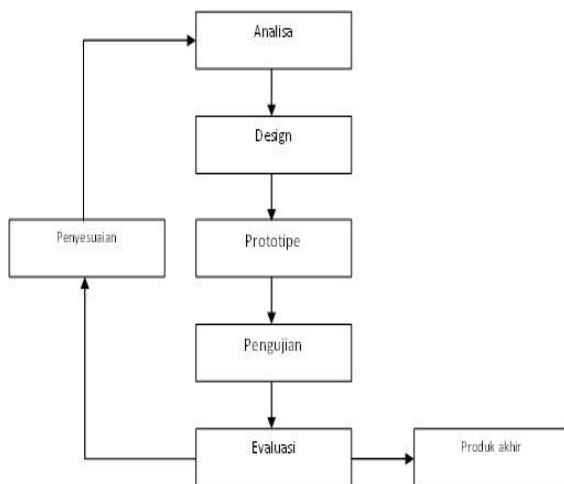 Analisa
Design
Penyesuaian
Prototipe
Pengujian
Evaluasi
Produk akhir